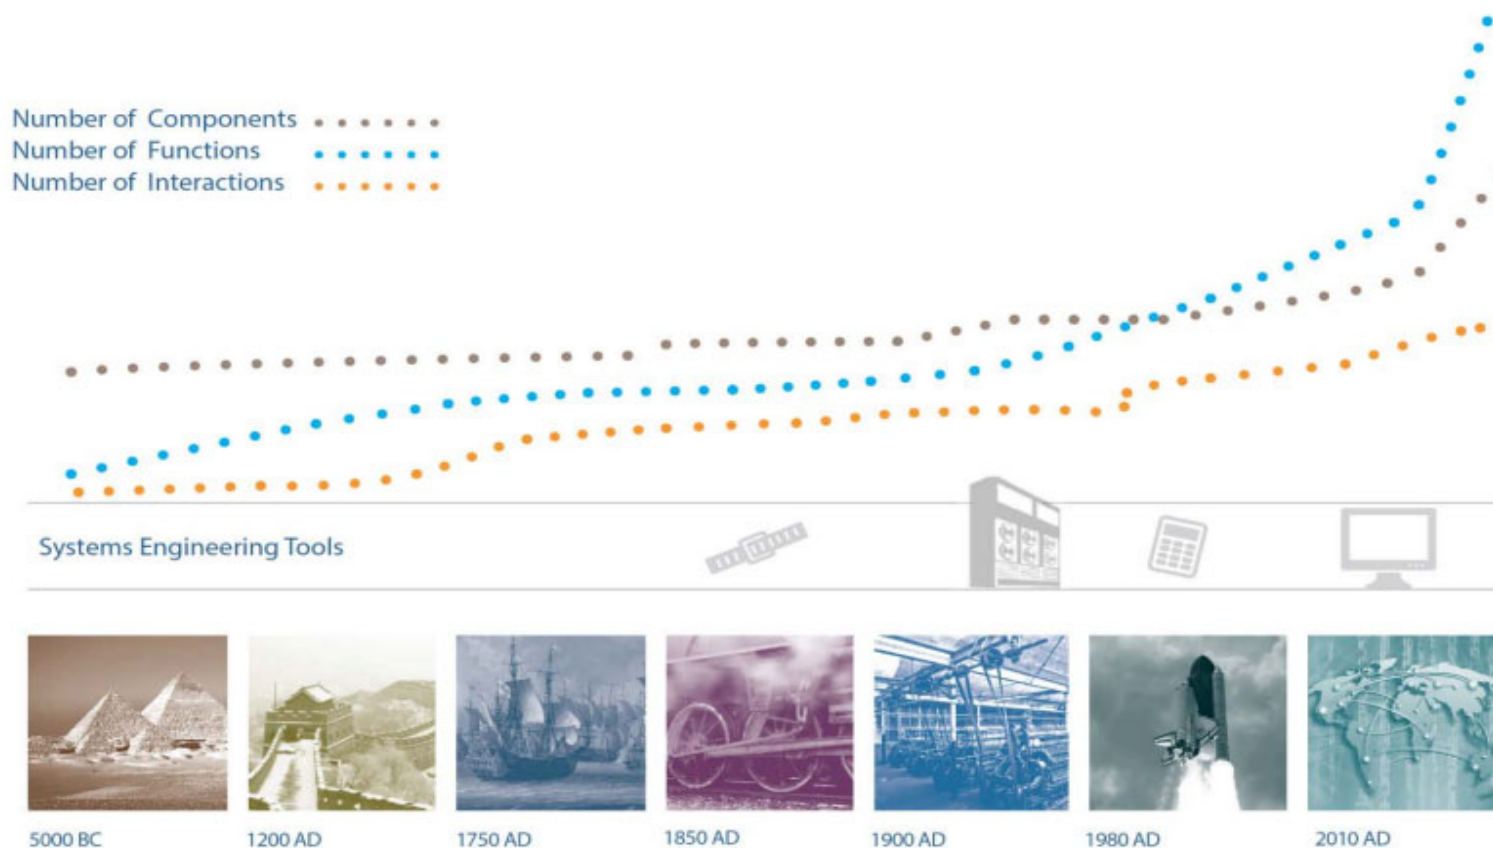 Number of Components
Number of Functions
Number of Interactions
Systems Engineering Tools
5000 BC
1200 AD
1750 AD
1850 AD
1900 AD
1980 AD
2010 AD